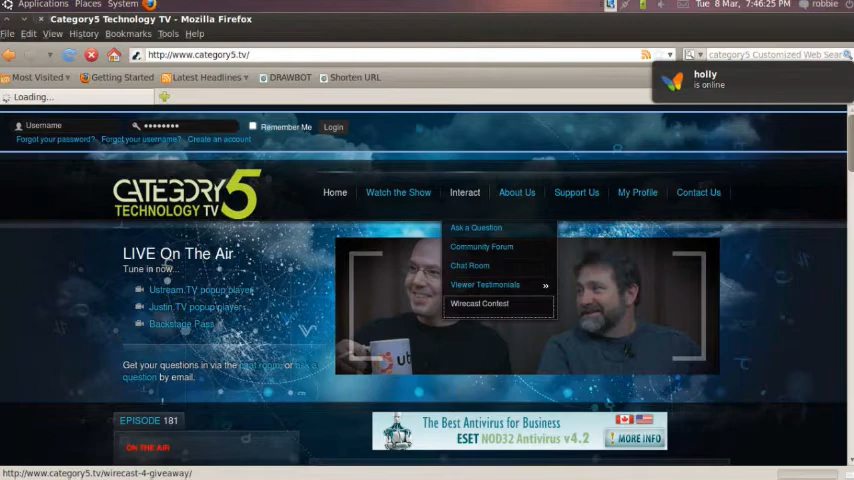 Applications Places System Tue 8 Mar, 7:46:25 PM robbie
Category5 Technology TV - Mozilla Firefox
File Edit View History Bookmarks Tools Help
http://www.category5.tv/ category5 Customized Web Sear
Most Visited Getting Started Latest Headlines DRAWBOT Shorten URL
holly
is online
Loading...
Username Remember Me Login
Forgot your password? Forgot your username? Create an account
CATEGORY5
TECHNOLOGY TV
Home Watch the Show Interact About Us Support Us My Profile Contact Us
Ask a Question
Community Forum
Chat Room
Viewer Testimonials »
Wirecast Contest
LIVE On The Air
Tune in now...
Ustream.TV popup player
Justin.TV popup player
Backstage Pass
Get your questions in via the chat room, or ask a
question by email.
ubu
EPISODE 181
ON THE AIR
The Best Antivirus for Business
ESET NOD32 Antivirus v4.2
MORE INFO
http://www.category5.tv/wirecast-4-giveaway/